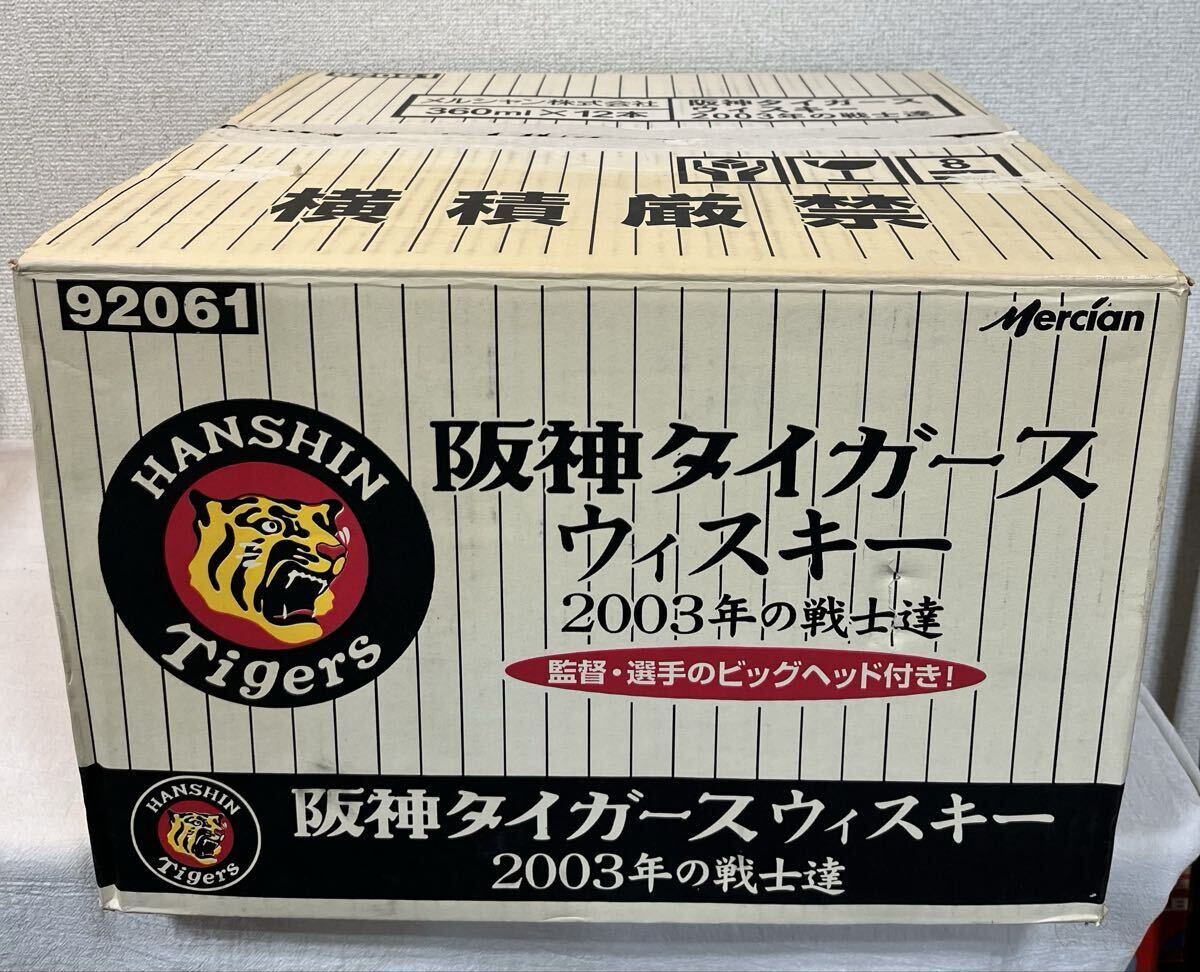 メルシャン株式会社
360ml×12本
阪神タイガース
ウィスキー
2003年の戦士達
8
横積厳禁
92061
Mercian
HANSHIN
Tigers
阪神タイガース
ウィスキー
2003年の戦士達
監督・選手のビッグヘッド付き!
HANSHIN
Tigers
阪神タイガースウィスキー
2003年の戦士達